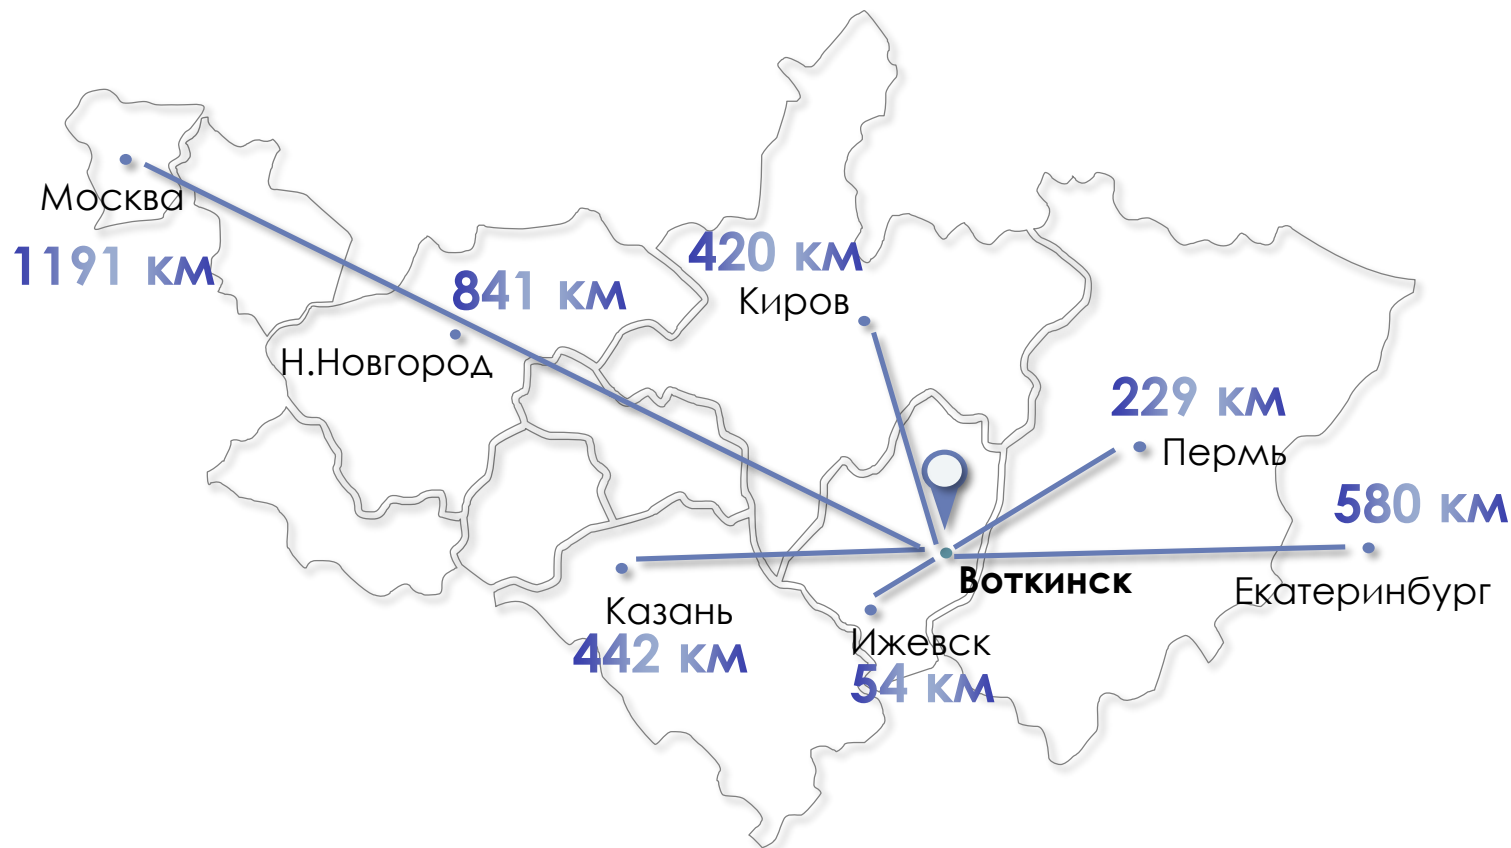 Москва
1191 км
841 км
Н.Новгород
420 км
Киров
229 км
Пермь
580 км
Екатеринбург
Воткинск
Казань
442 км
Ижевск
54 км